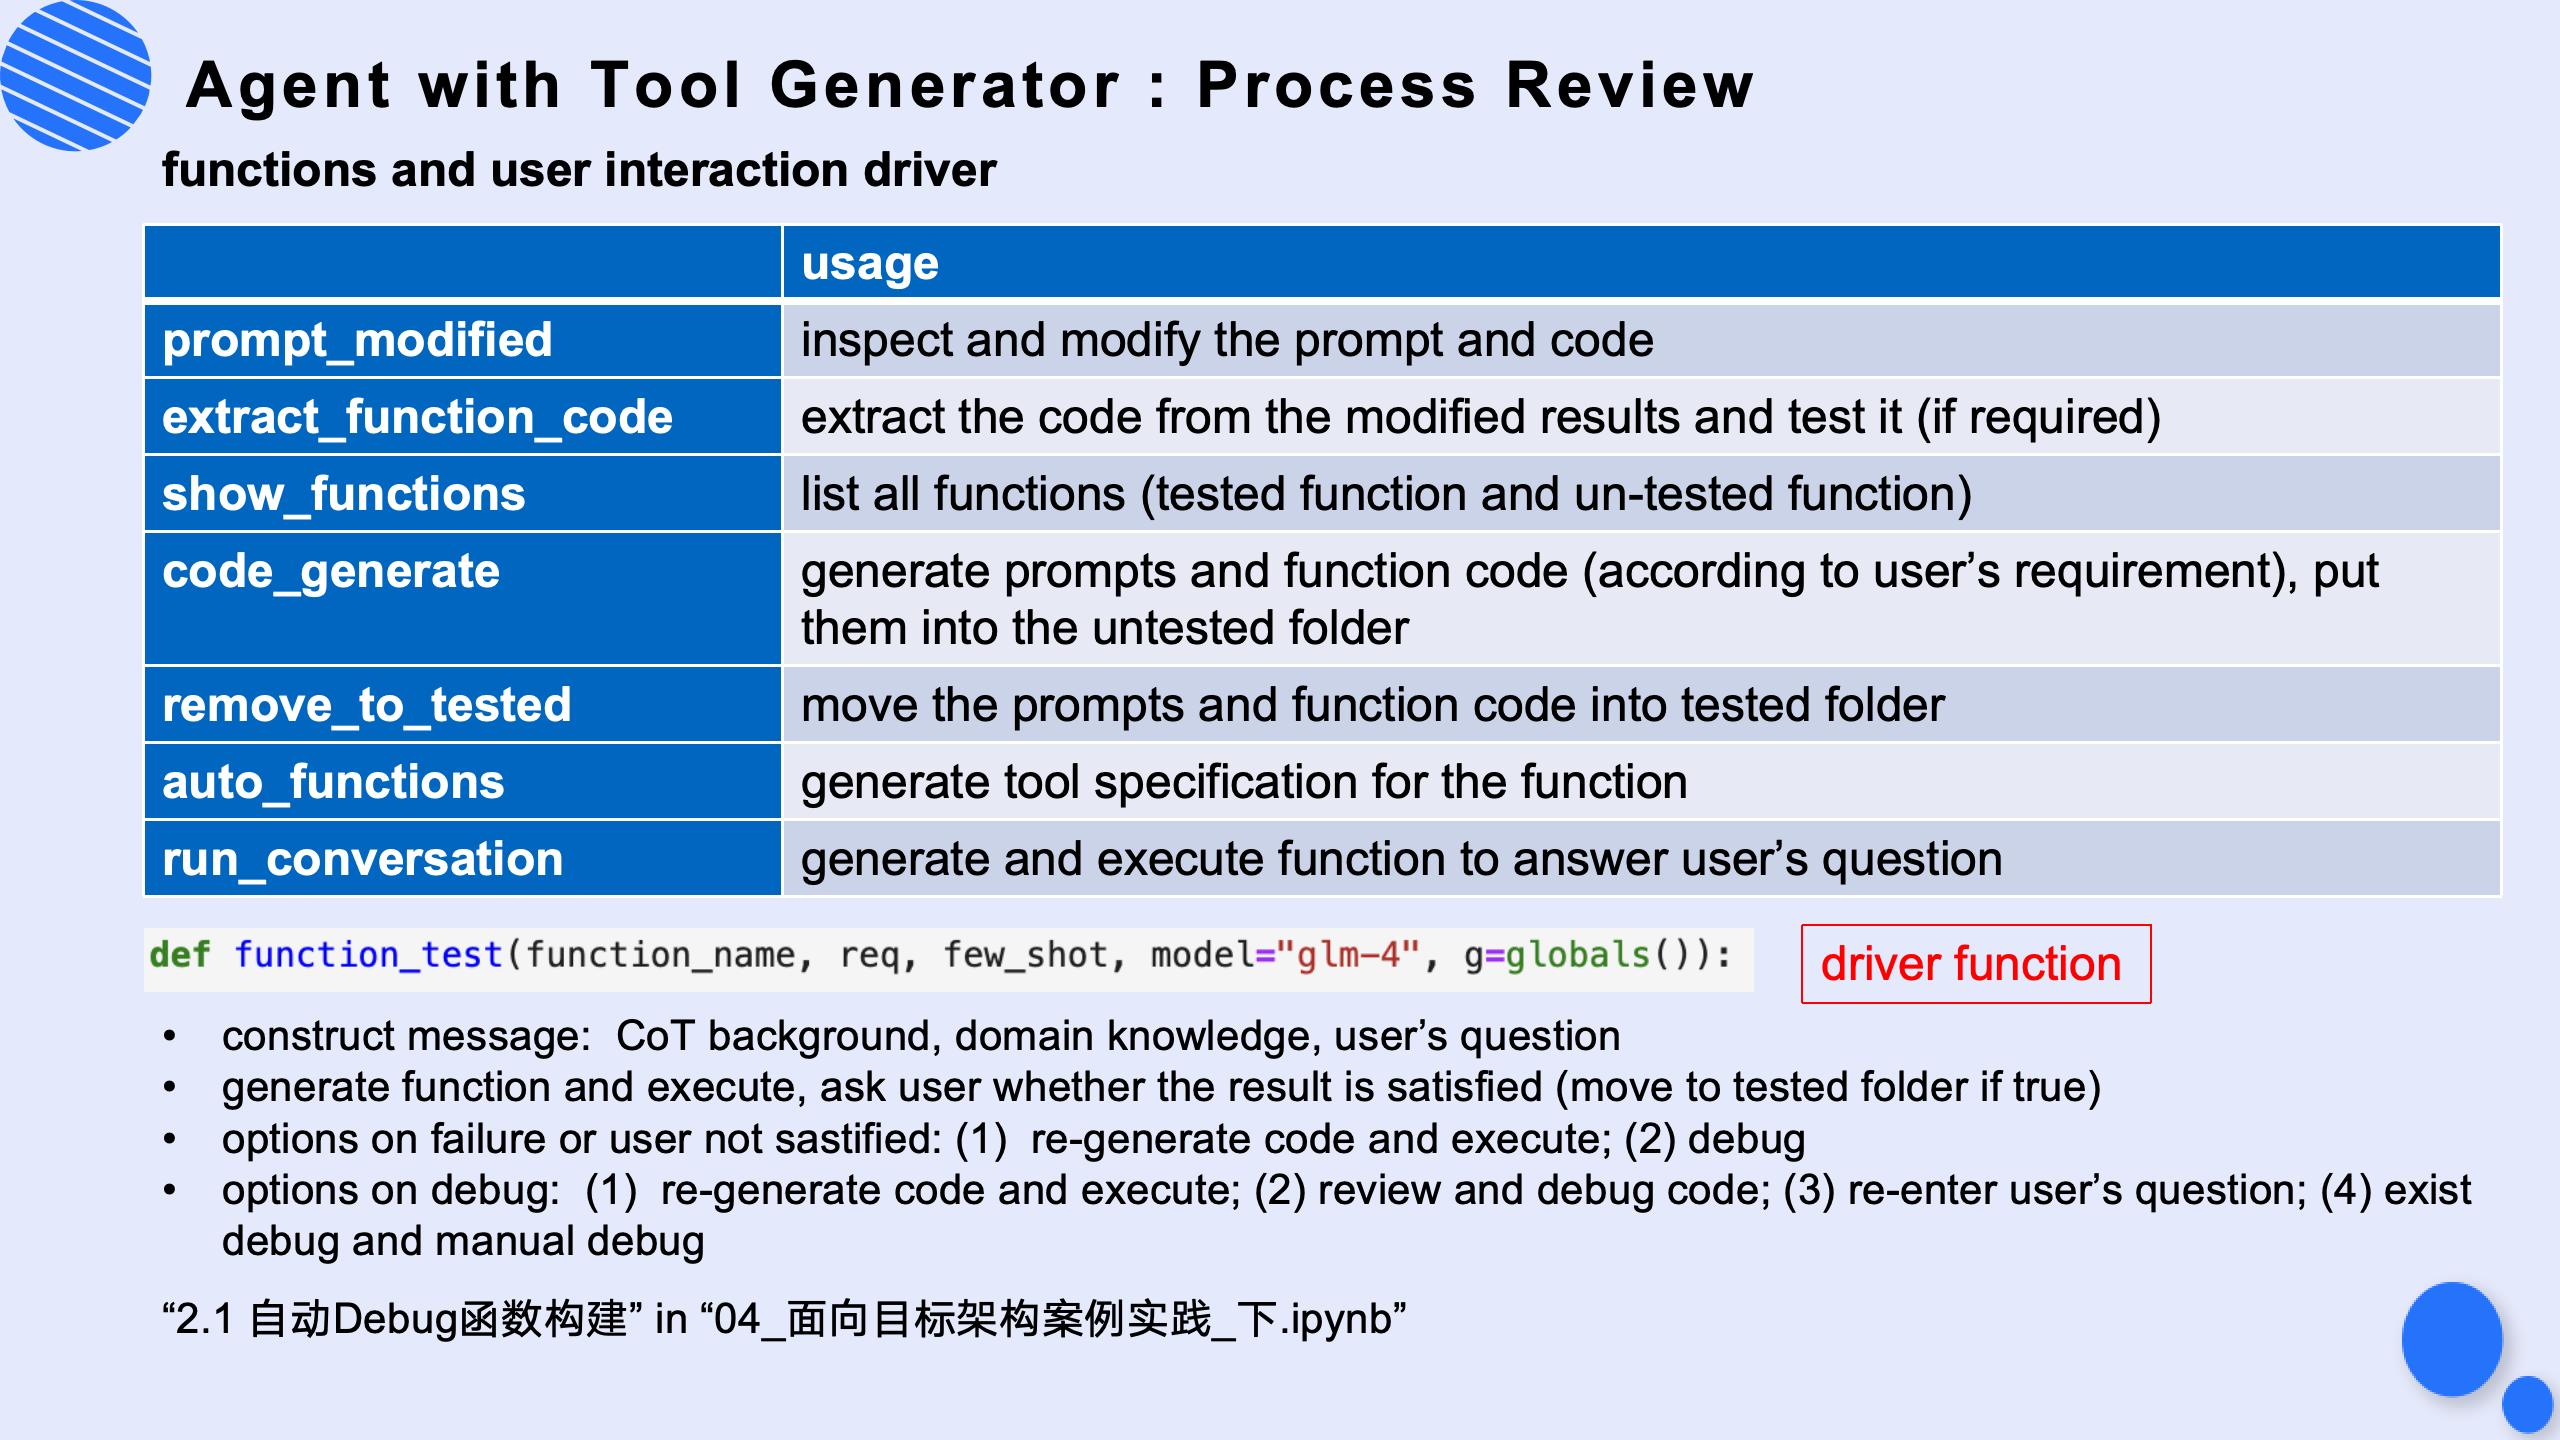 Agent with Tool Generator : Process Review
functions and user interaction driver
usage
prompt_modified
inspect and modify the prompt and code
extract_function_code
extract the code from the modified results and test it (if required)
show_functions
list all functions (tested function and un-tested function)
code_generate
generate prompts and function code (according to user’s requirement), put
them into the untested folder
remove_to_tested
move the prompts and function code into tested folder
auto_functions
generate tool specification for the function
run_conversation
generate and execute function to answer user’s question
def function_test(function_name, req, few_shot, model="glm-4", g=globals()):
driver function
• construct message:  CoT background, domain knowledge, user’s question
• generate function and execute, ask user whether the result is satisfied (move to tested folder if true)
• options on failure or user not sastified: (1)  re-generate code and execute; (2) debug
• options on debug:  (1)  re-generate code and execute; (2) review and debug code; (3) re-enter user’s question; (4) exist
debug and manual debug
“2.1 自动Debug函数构建” in “04_面向目标架构案例实践_下.ipynb”